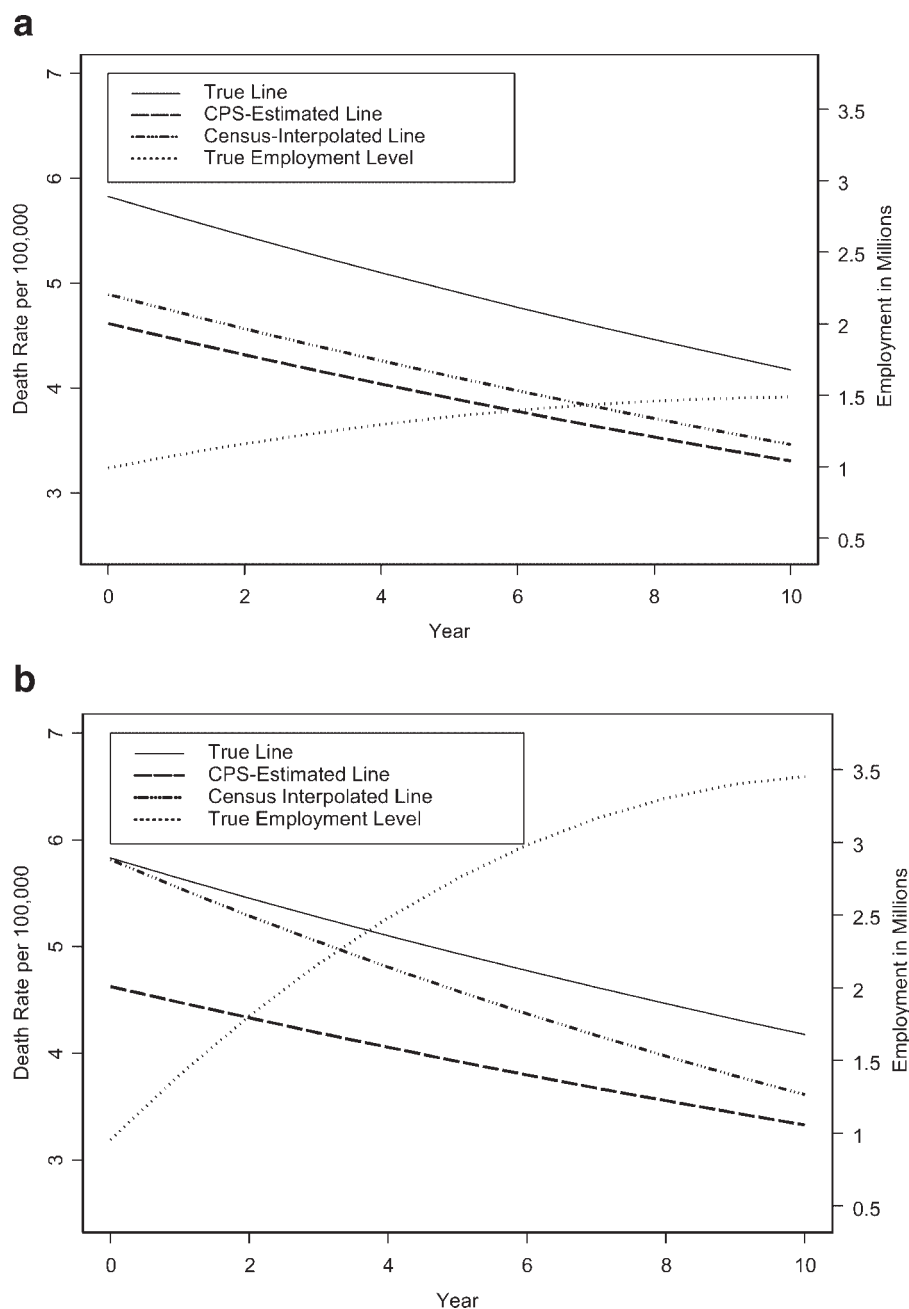 a
True Line
CPS-Estimated Line
Census-Interpolated Line
True Employment Level
7
6
5
4
3
Death Rate per 100,000
3.5
3
2.5
2
1.5
1
0.5
Employment in Millions
0 2 4 6 8 10
Year
b
True Line
CPS-Estimated Line
Census Interpolated Line
True Employment Level
7
6
5
4
3
Death Rate per 100,000
3.5
3
2.5
2
1.5
1
0.5
Employment in Millions
0 2 4 6 8 10
Year